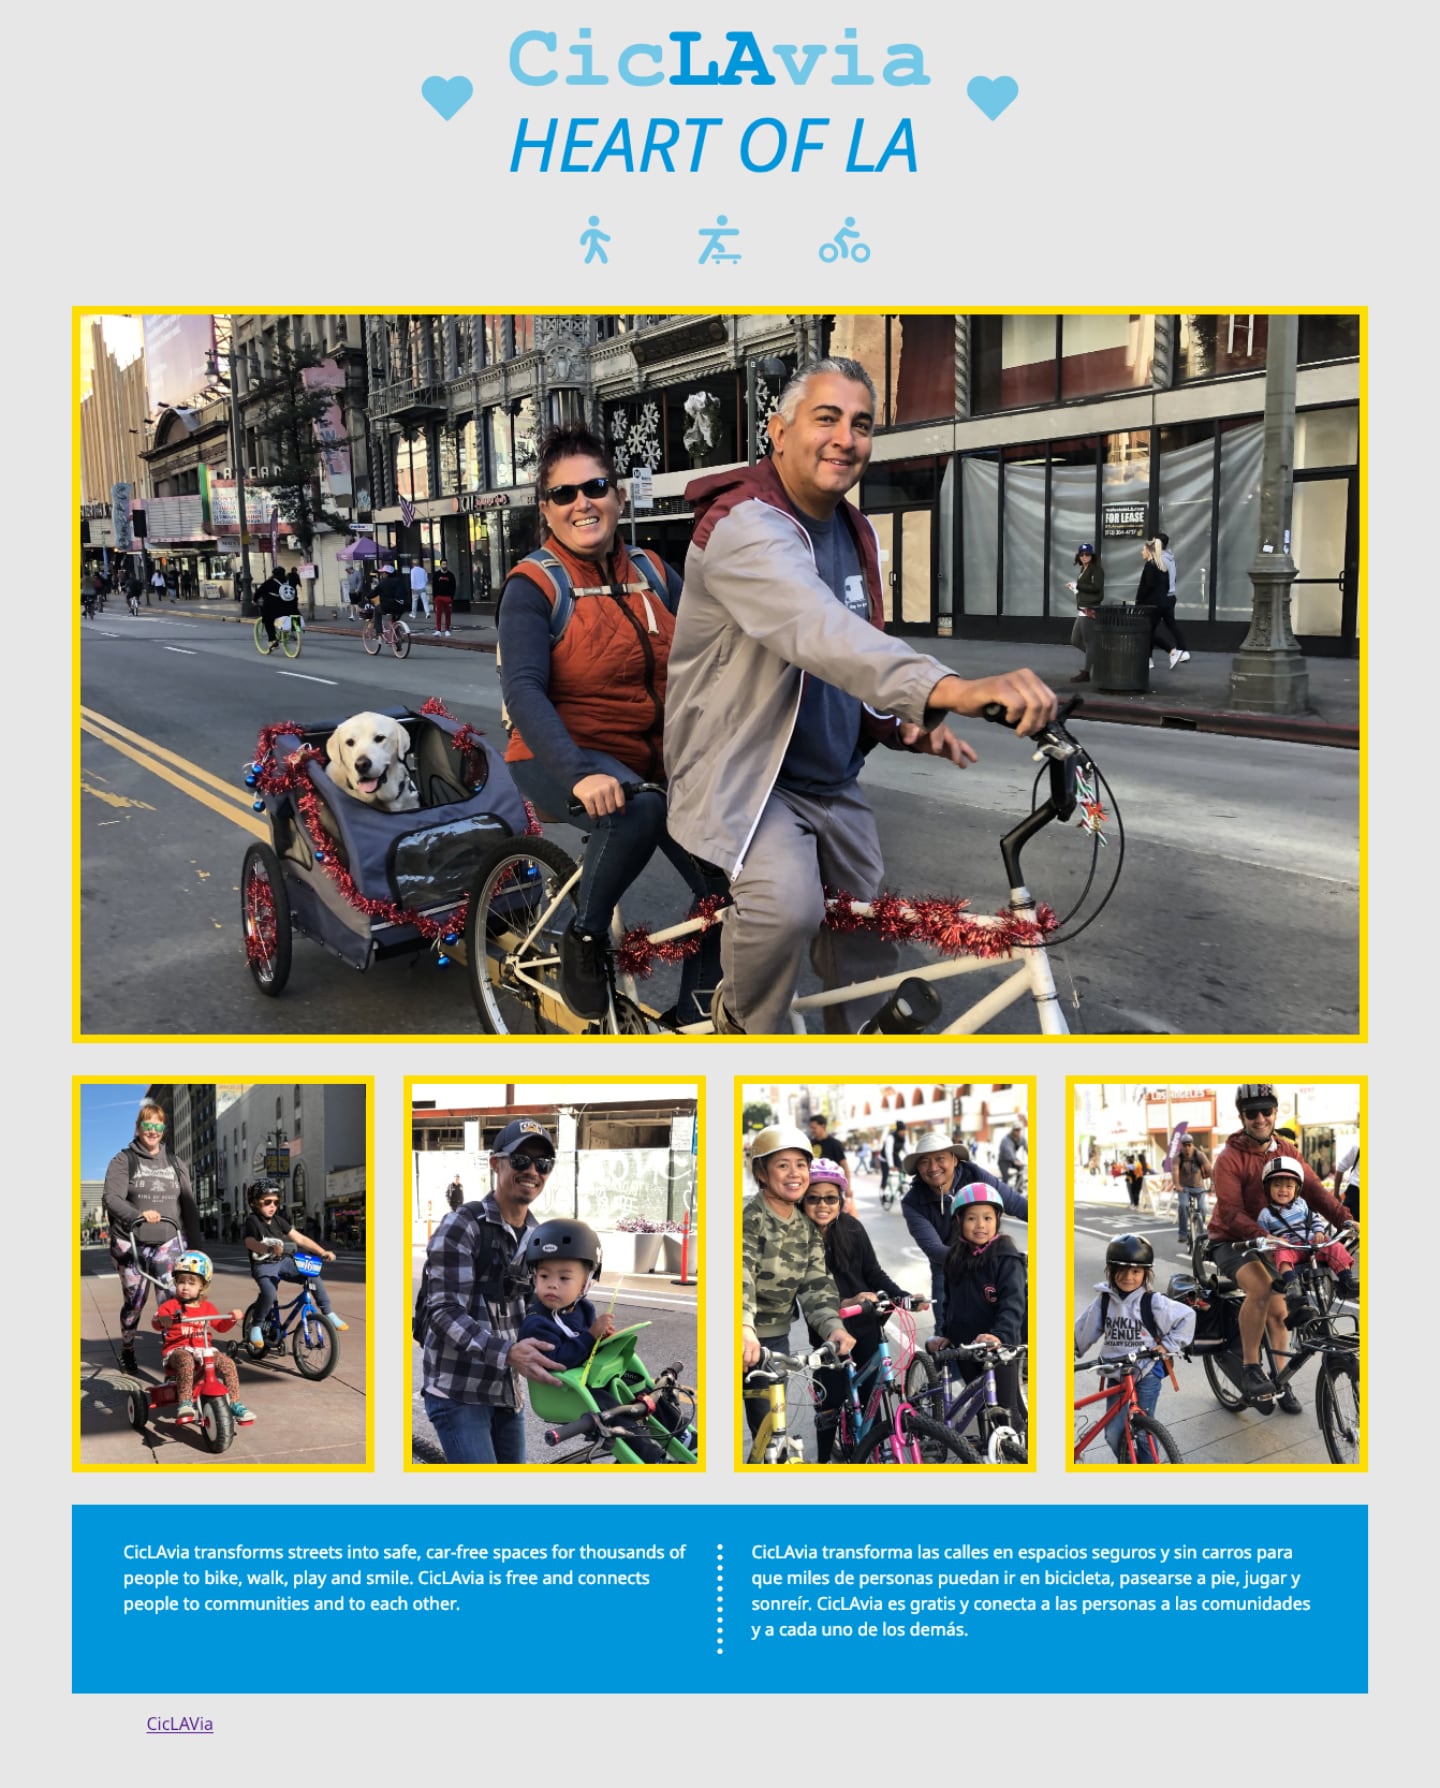 CicLAvia
HEART OF LA
FOR LEASE
16
CicLAvia transforms streets into safe, car-free spaces for thousands of
people to bike, walk, play and smile. CicLAvia is free and connects
people to communities and to each other.
CicLAvia transforma las calles en espacios seguros y sin carros para
que miles de personas puedan ir en bicicleta, pasearse a pie, jugar y
sonreír. CicLAvia es gratis y conecta a las personas a las comunidades
y a cada uno de los demás.
CicLAVia